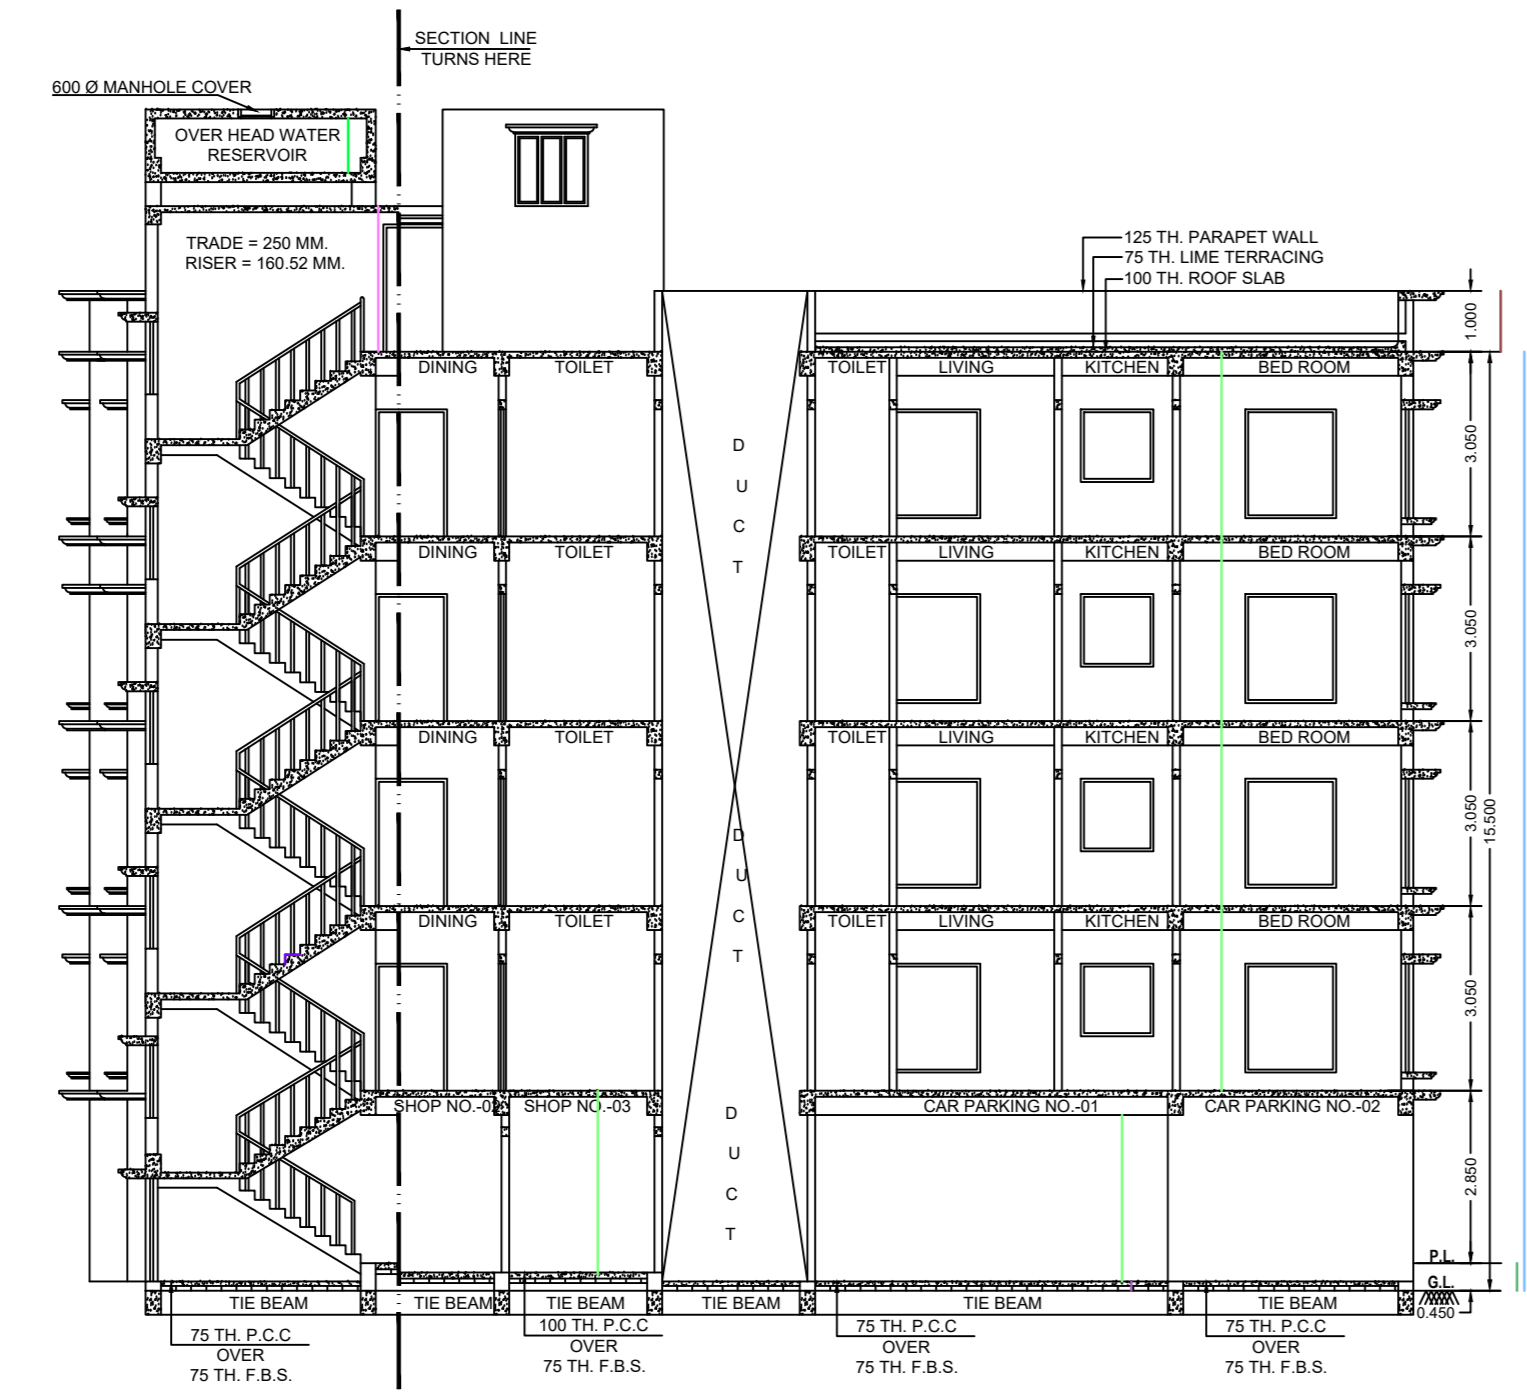 SECTION LINE
TURNS HERE
600 Ø MANHOLE COVER
OVER HEAD WATER
RESERVOIR
TRADE = 250 MM.
RISER = 160.52 MM.
125 TH. PARAPET WALL
75 TH. LIME TERRACING
100 TH. ROOF SLAB
1.000
DINING TOILET TOILET LIVING KITCHEN BED ROOM
3.050
DUCT
DINING TOILET TOILET LIVING KITCHEN BED ROOM
3.050
DINING TOILET TOILET LIVING KITCHEN BED ROOM
3.050
15.500
DUCT
DINING TOILET TOILET LIVING KITCHEN BED ROOM
3.050
SHOP NO.-02 SHOP NO.-03 CAR PARKING NO.-01 CAR PARKING NO.-02
DUCT
2.850
P.L.
G.L.
0.450
TIE BEAM TIE BEAM TIE BEAM TIE BEAM TIE BEAM TIE BEAM
75 TH. P.C.C
OVER
75 TH. F.B.S.
100 TH. P.C.C
OVER
75 TH. F.B.S.
75 TH. P.C.C
OVER
75 TH. F.B.S.
75 TH. P.C.C
OVER
75 TH. F.B.S.